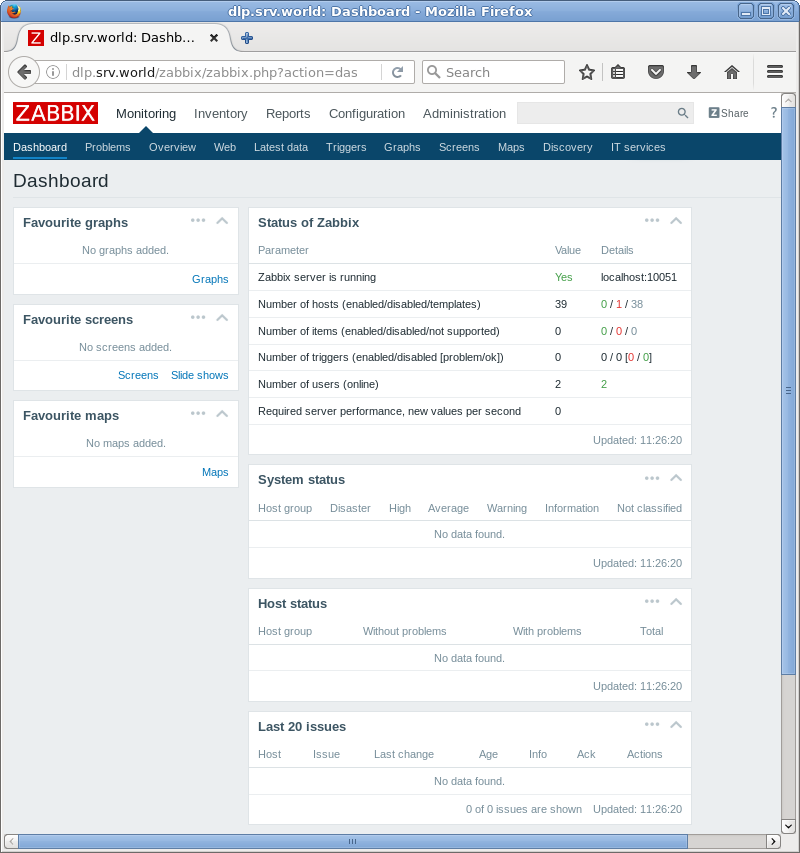 dlp.srv.world: Dashboard - Mozilla Firefox
dlp.srv.world: Dashb...
dlp.srv.world/zabbix/zabbix.php?action=das
Search
ZABBIX Monitoring Inventory Reports Configuration Administration Z Share ?
Dashboard Problems Overview Web Latest data Triggers Graphs Screens Maps Discovery IT services
Dashboard
Favourite graphs
No graphs added.
Graphs
Favourite screens
No screens added.
Screens Slide shows
Favourite maps
No maps added.
Maps
Status of Zabbix
Parameter Value Details
Zabbix server is running Yes localhost:10051
Number of hosts (enabled/disabled/templates) 39 0 / 1 / 38
Number of items (enabled/disabled/not supported) 0 0 / 0 / 0
Number of triggers (enabled/disabled [problem/ok]) 0 0 / 0 [0 / 0]
Number of users (online) 2 2
Required server performance, new values per second 0
Updated: 11:26:20
System status
Host group Disaster High Average Warning Information Not classified
No data found.
Updated: 11:26:20
Host status
Host group Without problems With problems Total
No data found.
Updated: 11:26:20
Last 20 issues
Host Issue Last change Age Info Ack Actions
No data found.
0 of 0 issues are shown Updated: 11:26:20